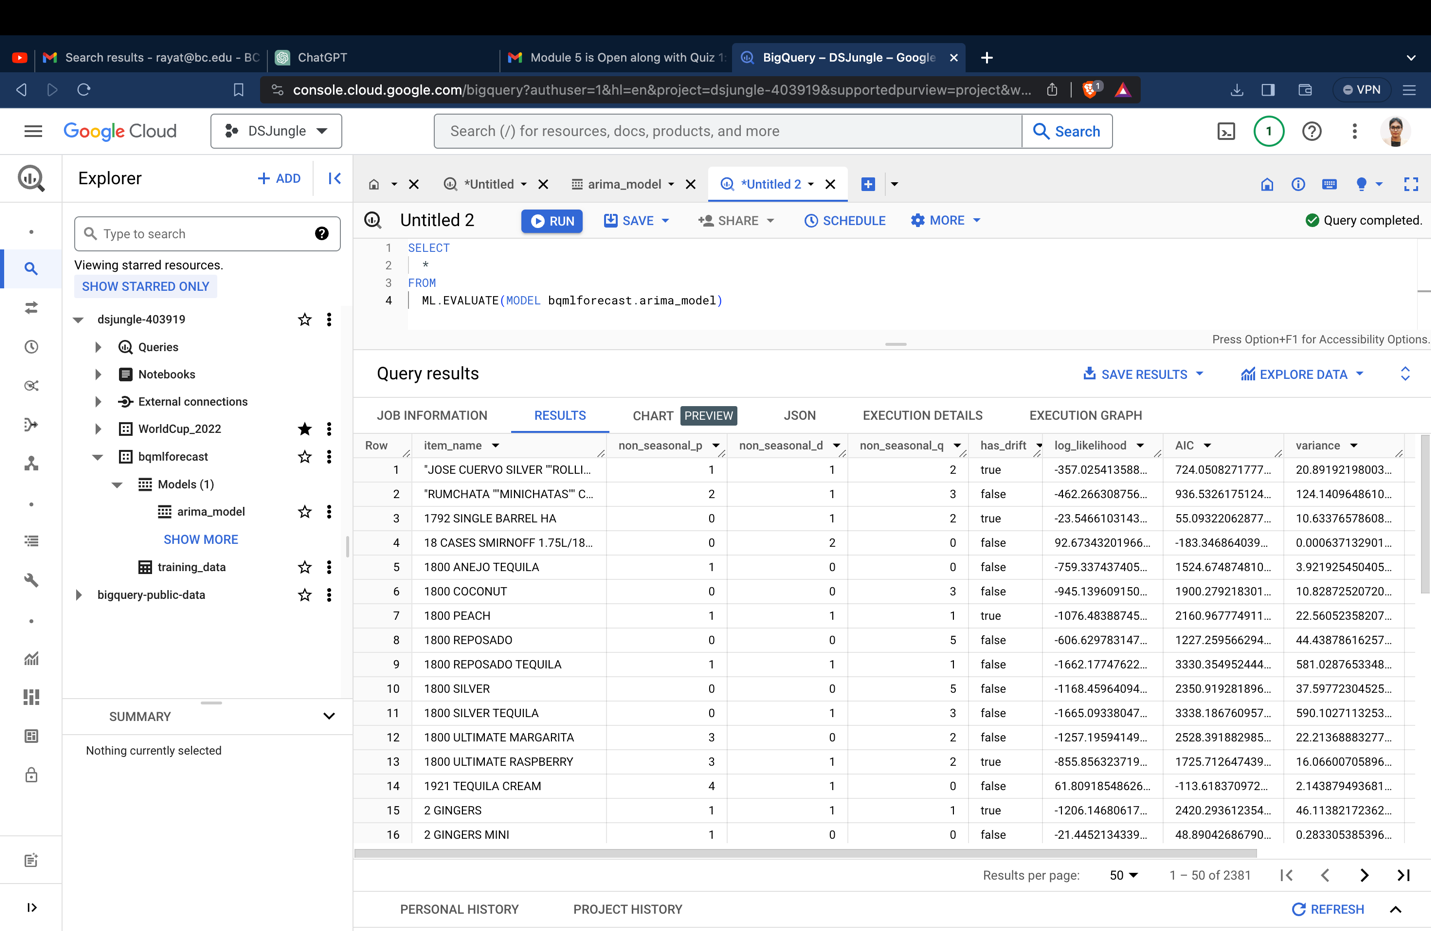 Search results - rayat@bc.edu - BC
ChatGPT
Module 5 is Open along with Quiz 1:
BigQuery – DSJungle – Google
console.cloud.google.com/bigquery?authuser=1&hl=en&project=dsjungle-403919&supportedpurview=project&w...
1
VPN
Google Cloud
DSJungle
Search (/) for resources, docs, products, and more
Search
1
Explorer
+ ADD
*Untitled
arima_model
*Untitled 2
Type to search
Untitled 2
RUN
SAVE
SHARE
SCHEDULE
MORE
Query completed.
Viewing starred resources.
SHOW STARRED ONLY
1 SELECT
2 *
3 FROM
4 ML.EVALUATE(MODEL bqmlforecast.arima_model)
Press Option+F1 for Accessibility Options.
dsjungle-403919
Queries
Notebooks
External connections
WorldCup_2022
bqmlforecast
Models (1)
arima_model
SHOW MORE
training_data
bigquery-public-data
SUMMARY
Nothing currently selected
Query results
SAVE RESULTS
EXPLORE DATA
JOB INFORMATION RESULTS CHART PREVIEW JSON EXECUTION DETAILS EXECUTION GRAPH
Row item_name non_seasonal_p non_seasonal_d non_seasonal_q has_drift log_likelihood AIC variance
1 "JOSE CUERVO SILVER ""ROLLI... 1 1 2 true -357.025413588... 724.0508271777... 20.89192198003...
2 "RUMCHATA ""MINICHATAS"" C... 2 1 3 false -462.266308756... 936.5326175124... 124.1409648610...
3 1792 SINGLE BARREL HA 0 1 2 true -23.5466103143... 55.09322062877... 10.63376578608...
4 18 CASES SMIRNOFF 1.75L/18... 0 2 0 false 92.67343201966... -183.346864039... 0.000637132901...
5 1800 ANEJO TEQUILA 1 0 0 false -759.337437405... 1524.674874810... 3.921925450405...
6 1800 COCONUT 0 0 3 false -945.139609150... 1900.279218301... 10.82872520720...
7 1800 PEACH 1 1 1 true -1076.48388745... 2160.967774911... 22.56052358207...
8 1800 REPOSADO 0 0 5 false -606.629783147... 1227.259566294... 44.43878616257...
9 1800 REPOSADO TEQUILA 1 1 1 false -1662.17747622... 3330.354952444... 581.0287653348...
10 1800 SILVER 0 0 5 false -1168.45964094... 2350.919281896... 37.59772304525...
11 1800 SILVER TEQUILA 0 1 3 false -1665.09338047... 3338.186760957... 590.1027113253...
12 1800 ULTIMATE MARGARITA 3 0 2 false -1257.19594149... 2528.391882985... 22.21368883277...
13 1800 ULTIMATE RASPBERRY 3 1 2 true -855.856323719... 1725.712647439... 16.06600705896...
14 1921 TEQUILA CREAM 4 1 0 false 61.80918548626... -113.618370972... 2.143879493681...
15 2 GINGERS 1 1 1 true -1206.14680617... 2420.293612354... 46.11382172362...
16 2 GINGERS MINI 1 0 0 false -21.4452134339... 48.89042686790... 0.283305385396...
Results per page: 50 1 – 50 of 2381
PERSONAL HISTORY PROJECT HISTORY REFRESH